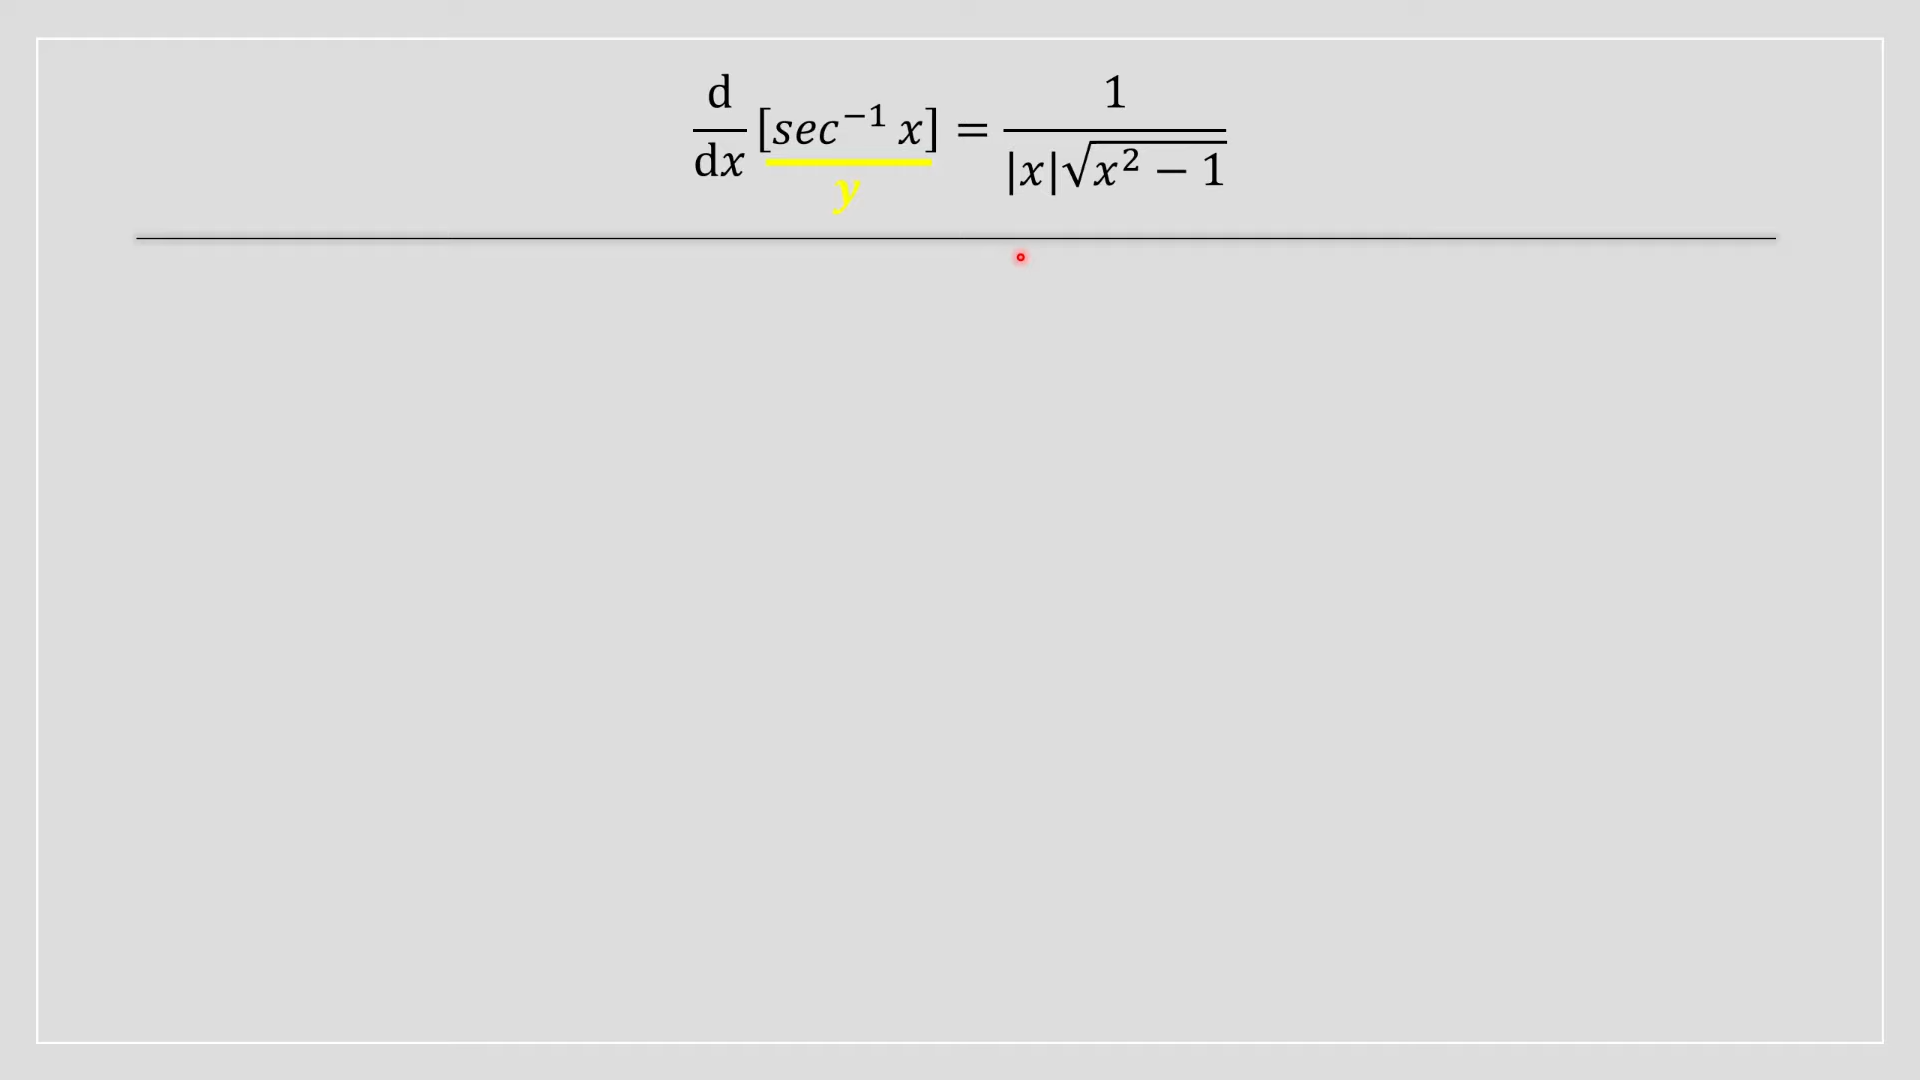 d/dx [sec⁻¹ x] = 1/(|x|√(x² − 1))
y